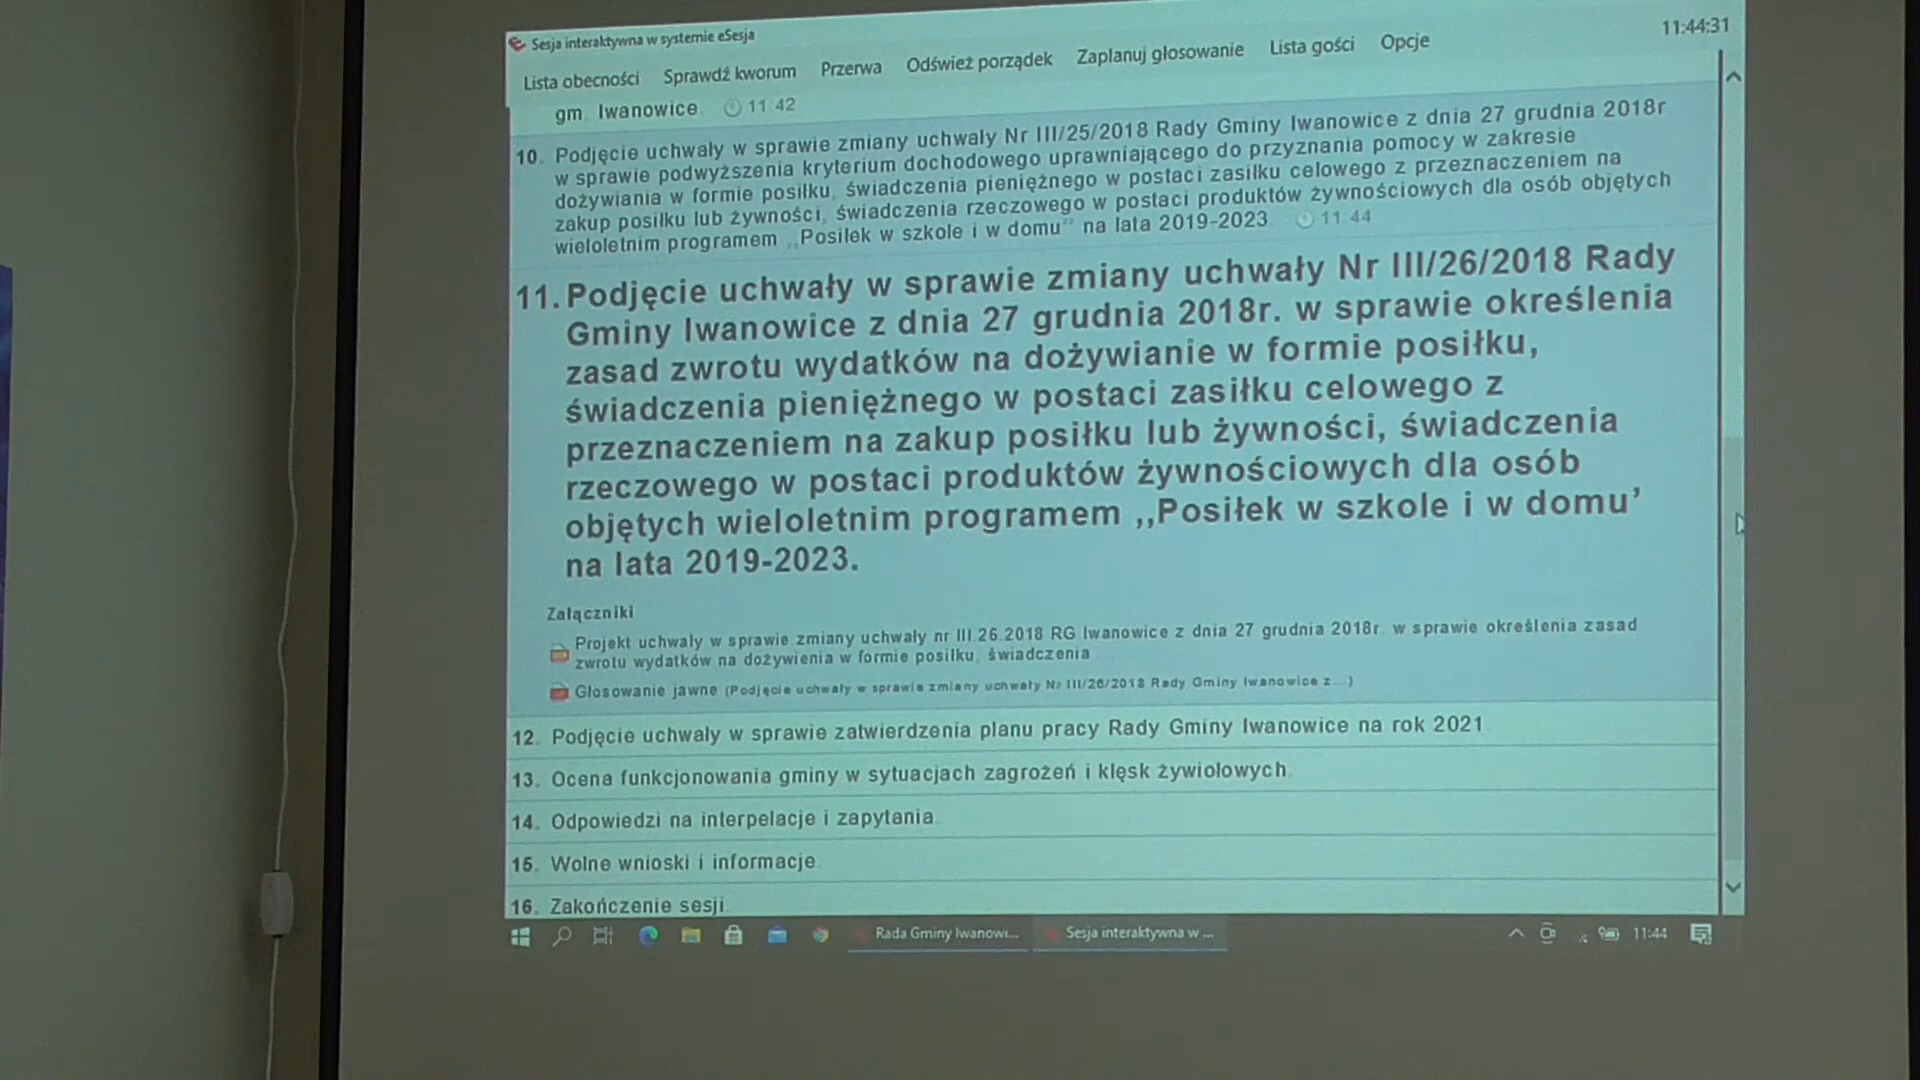 Sesja interaktywna w systemie eSesja
11:44:31
Lista obecności Sprawdź kworum Przerwa Odśwież porządek Zaplanuj głosowanie Lista gości Opcje
gm. Iwanowice. 11:42
10. Podjęcie uchwały w sprawie zmiany uchwały Nr III/25/2018 Rady Gminy Iwanowice z dnia 27 grudnia 2018r
w sprawie podwyższenia kryterium dochodowego uprawniającego do przyznania pomocy w zakresie
dożywiania w formie posiłku, świadczenia pieniężnego w postaci zasiłku celowego z przeznaczeniem na
zakup posiłku lub żywności, świadczenia rzeczowego w postaci produktów żywnościowych dla osób objętych
wieloletnim programem ,,Posiłek w szkole i w domu" na lata 2019-2023 11:44
11. Podjęcie uchwały w sprawie zmiany uchwały Nr III/26/2018 Rady
Gminy Iwanowice z dnia 27 grudnia 2018r. w sprawie określenia
zasad zwrotu wydatków na dożywianie w formie posiłku,
świadczenia pieniężnego w postaci zasiłku celowego z
przeznaczeniem na zakup posiłku lub żywności, świadczenia
rzeczowego w postaci produktów żywnościowych dla osób
objętych wieloletnim programem ,,Posiłek w szkole i w domu’
na lata 2019-2023.
Załączniki
Projekt uchwały w sprawie zmiany uchwały nr III.26.2018 RG Iwanowice z dnia 27 grudnia 2018r. w sprawie określenia zasad
zwrotu wydatków na dożywienia w formie posiłku, świadczenia ...
Głosowanie jawne (Podjęcie uchwały w sprawie zmiany uchwały Nr III/26/2018 Rady Gminy Iwanowice z ...)
12. Podjęcie uchwały w sprawie zatwierdzenia planu pracy Rady Gminy Iwanowice na rok 2021
13. Ocena funkcjonowania gminy w sytuacjach zagrożeń i klęsk żywiołowych.
14. Odpowiedzi na interpelacje i zapytania.
15. Wolne wnioski i informacje.
16. Zakończenie sesji.
Rada Gminy Iwanowi... Sesja interaktywna w ... 11:44